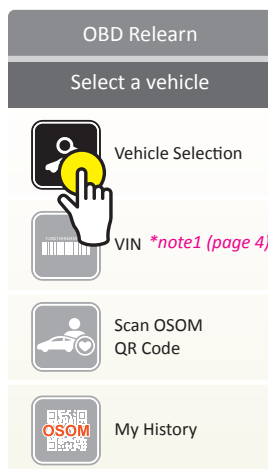 OBD Relearn
Select a vehicle
Vehicle Selection
VIN *note1 (page 4)
Scan OSOM
QR Code
OSOM
My History